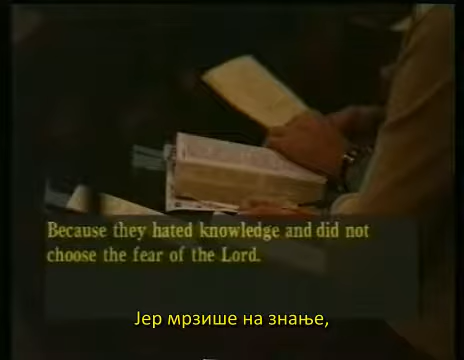 Because they hated knowledge and did not
choose the fear of the Lord.
Јер мрзише на знање,